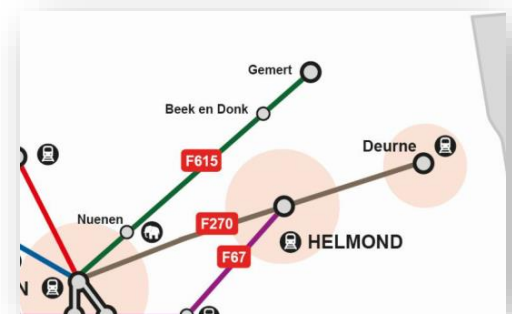 Gemert
Beek en Donk
Deurne
F615
Nuenen
F270
HELMOND
F67
N